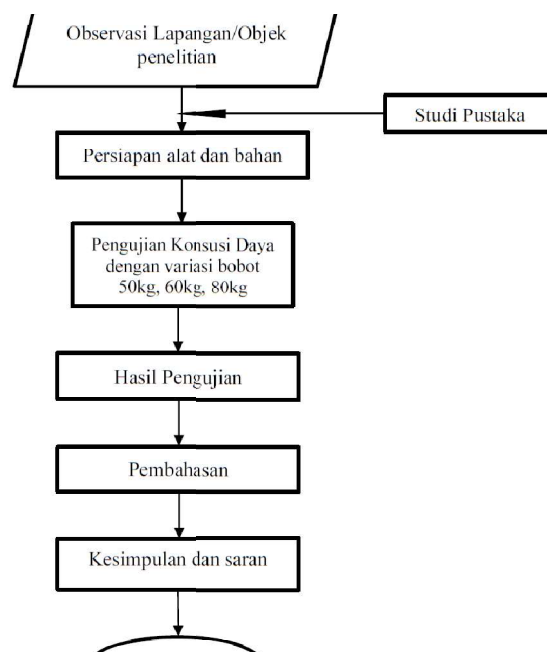 Observasi Lapangan/Objek
penelitian
Studi Pustaka
Persiapan alat dan bahan
Pengujian Konsusi Daya
dengan variasi bobot
50kg, 60kg, 80kg
Hasil Pengujian
Pembahasan
Kesimpulan dan saran